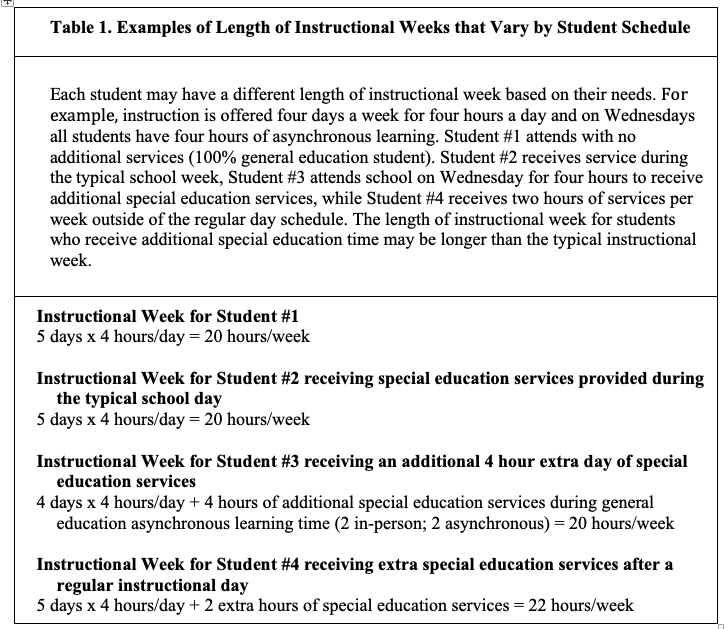 Table 1. Examples of Length of Instructional Weeks that Vary by Student Schedule
Each student may have a different length of instructional week based on their needs. For
example, instruction is offered four days a week for four hours a day and on Wednesdays
all students have four hours of asynchronous learning. Student #1 attends with no
additional services (100% general education student). Student #2 receives service during
the typical school week, Student #3 attends school on Wednesday for four hours to receive
additional special education services, while Student #4 receives two hours of services per
week outside of the regular day schedule. The length of instructional week for students
who receive additional special education time may be longer than the typical instructional
week.
Instructional Week for Student #1
5 days x 4 hours/day = 20 hours/week
Instructional Week for Student #2 receiving special education services provided during
the typical school day
5 days x 4 hours/day = 20 hours/week
Instructional Week for Student #3 receiving an additional 4 hour extra day of special
education services
4 days x 4 hours/day + 4 hours of additional special education services during general
education asynchronous learning time (2 in-person; 2 asynchronous) = 20 hours/week
Instructional Week for Student #4 receiving extra special education services after a
regular instructional day
5 days x 4 hours/day + 2 extra hours of special education services = 22 hours/week